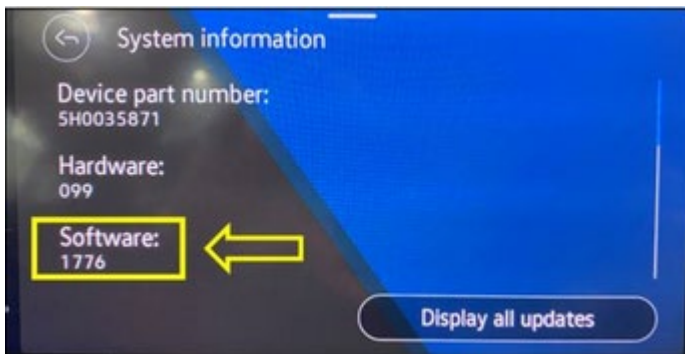 System information
Device part number:
5H0035871
Hardware:
099
Software:
1776
Display all updates